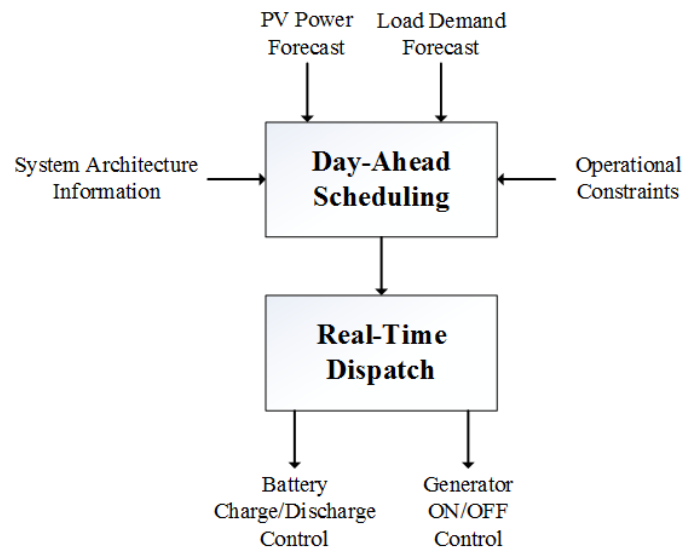 PV Power
Forecast
Load Demand
Forecast
System Architecture
Information
Day-Ahead
Scheduling
Operational
Constraints
Real-Time
Dispatch
Battery
Charge/Discharge
Control
Generator
ON/OFF
Control